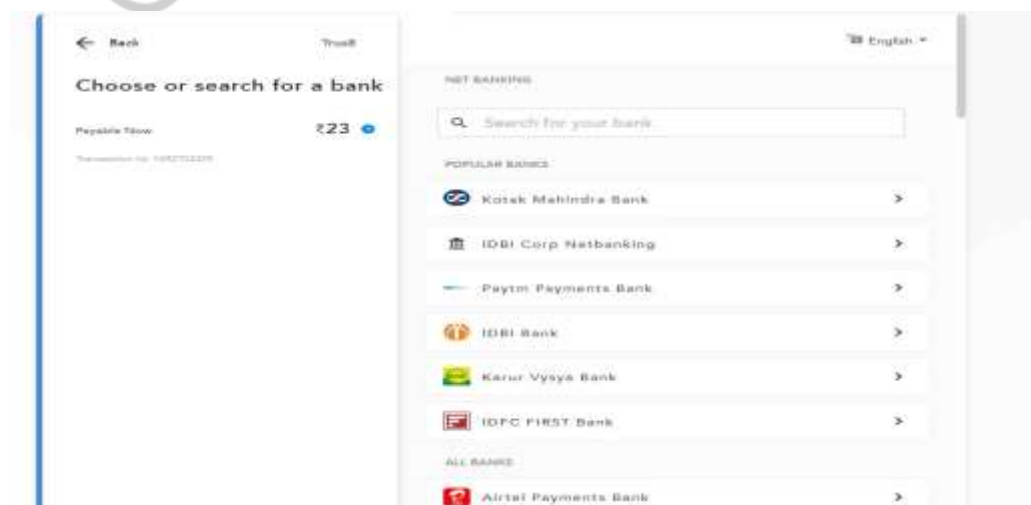 Back
TrustB
English
Choose or search for a bank
NET BANKING
Payable Now
₹23
Search for your bank
POPULAR BANKS
Kotak Mahindra Bank
IDBI Corp Netbanking
Paytm Payments Bank
IDBI Bank
Karur Vysya Bank
IDFC FIRST Bank
ALL BANKS
Airtel Payments Bank